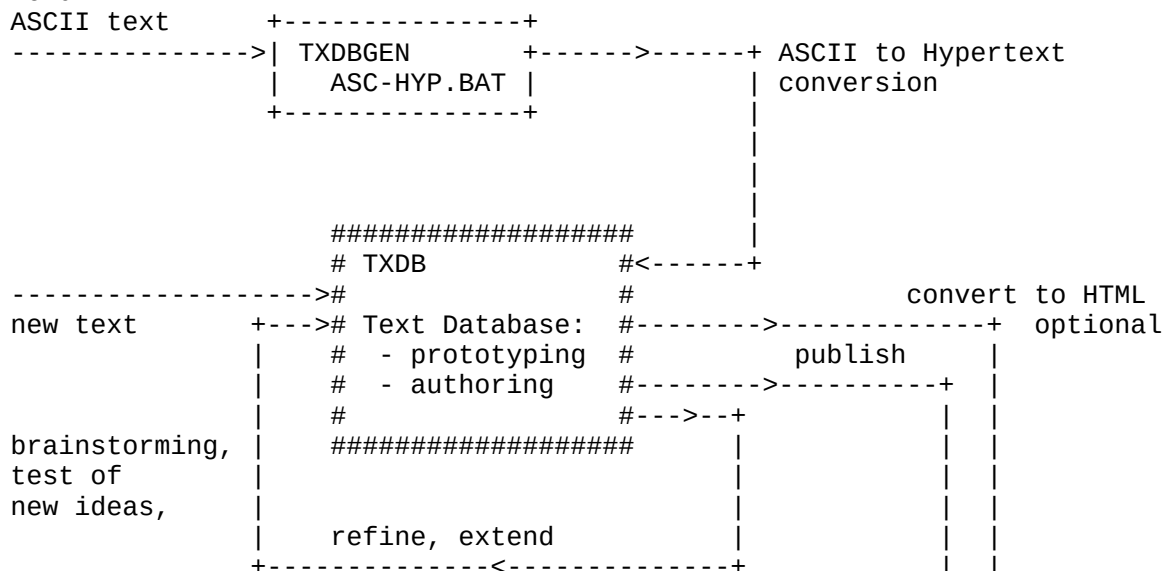 ASCII text +---------------+
--------------->| TXDBGEN +------>------+ ASCII to Hypertext
| ASC-HYP.BAT | | conversion
+---------------+ |
|
|
|
################### |
# TXDB #<------+
-------------------># # convert to HTML
new text +---># Text Database: #-------->-------------+ optional
| # - prototyping # publish |
| # - authoring #-------->----------+ |
| # #--->--+ | |
brainstorming, | ################### | | |
test of | | | |
new ideas, | | | |
| refine, extend | | |
+--------------<--------------+ | |